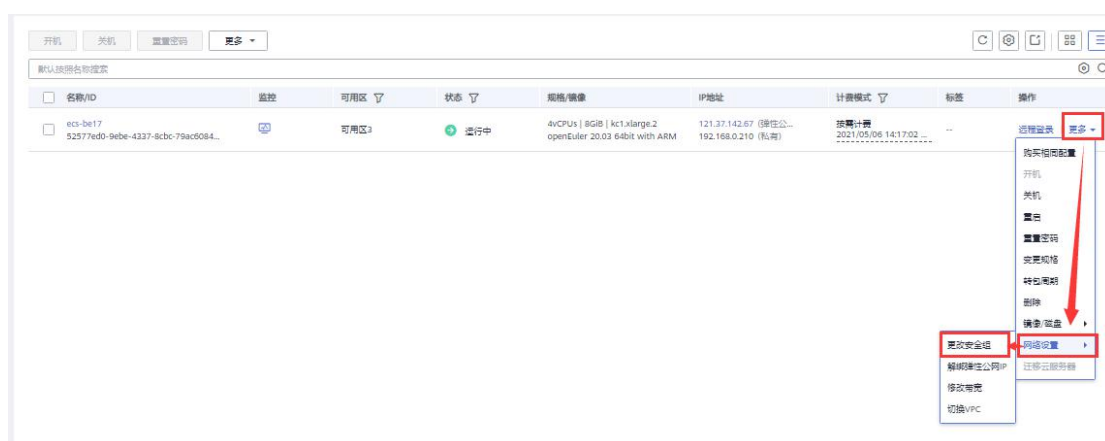 开机 关机 重置密码 更多
默认按照名称搜索
名称/ID 监控 可用区 状态 规格/镜像 IP地址 计费模式 标签 操作
ecs-be17 4vCPUs | 8GiB | kc1.xlarge.2 121.37.142.67 (弹性公... 按需计费
52577ed0-9ebe-4337-8cbc-79ac6084... 可用区3 运行中 openEuler 20.03 64bit with ARM 192.168.0.210 (私有) 2021/05/06 14:17:02 ... -- 远程登录 更多
购买相同配置
开机
关机
重启
重置密码
变更规格
转包周期
删除
镜像/磁盘
更改安全组 网络设置
解绑弹性公网IP 迁移云服务器
修改带宽
切换VPC